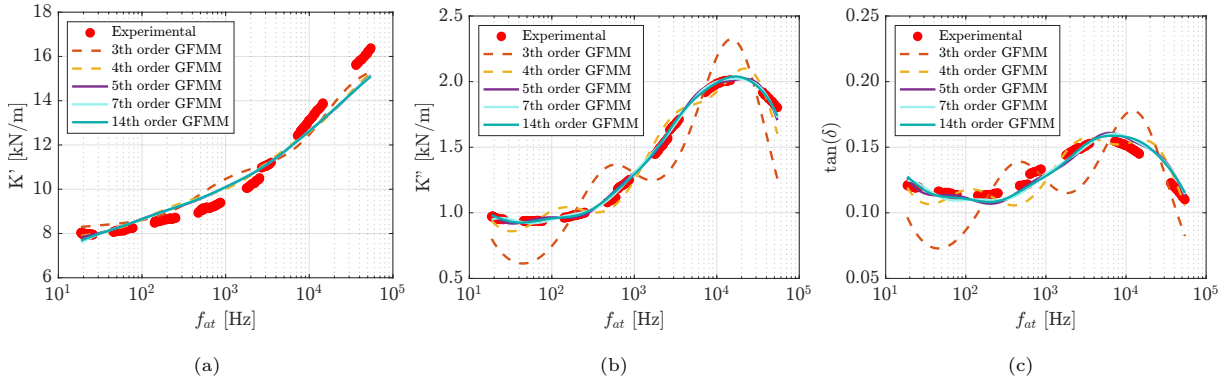 18
16
14
12
10
8
6
K' [kN/m]
Experimental
3th order GFMM
4th order GFMM
5th order GFMM
7th order GFMM
14th order GFMM
10^1
10^2
10^3
10^4
10^5
f_at [Hz]
(a)
2.5
2.0
1.5
1.0
0.5
K" [kN/m]
Experimental
3th order GFMM
4th order GFMM
5th order GFMM
7th order GFMM
14th order GFMM
10^1
10^2
10^3
10^4
10^5
f_at [Hz]
(b)
0.25
0.20
0.15
0.10
0.05
tan(δ)
Experimental
3th order GFMM
4th order GFMM
5th order GFMM
7th order GFMM
14th order GFMM
10^1
10^2
10^3
10^4
10^5
f_at [Hz]
(c)